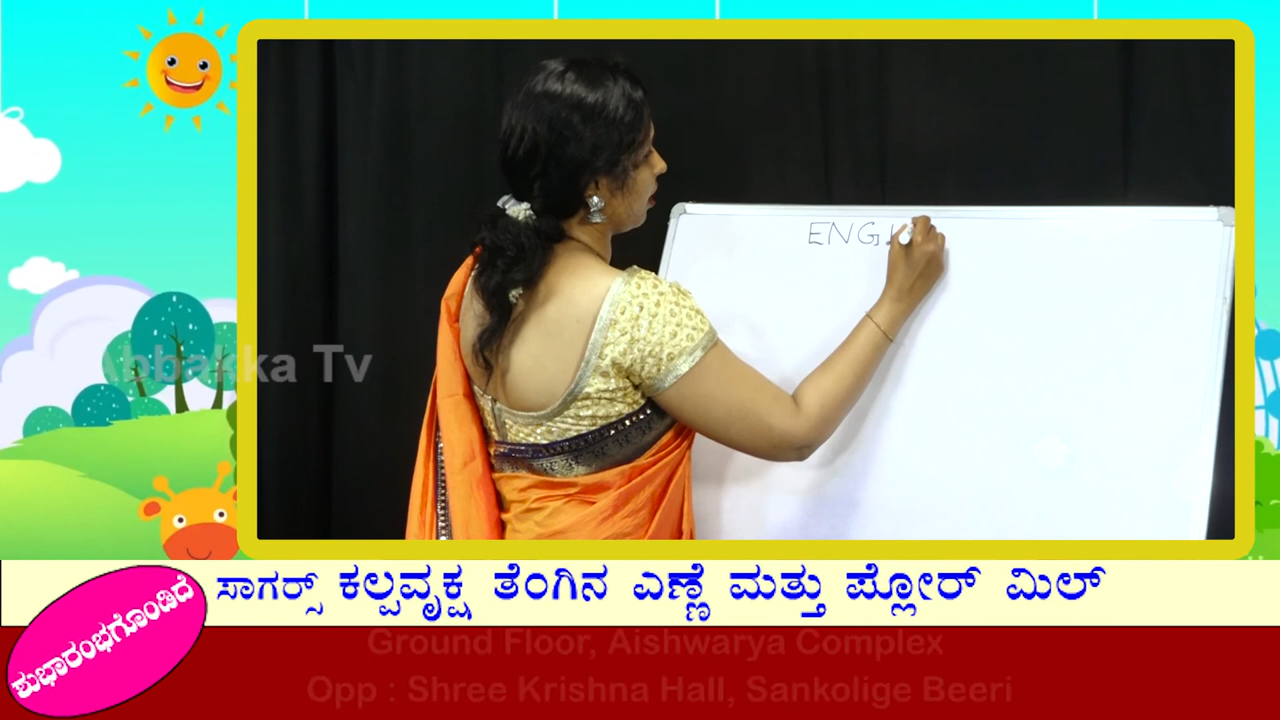 ENGL
Abbakka Tv
ಶುಭಾರಂಭಗೊಂಡಿದೆ
ಸಾಗರ್ಸ್ ಕಲ್ಪವೃಕ್ಷ ತೆಂಗಿನ ಎಣ್ಣೆ ಮತ್ತು ಪ್ಲೋರ್ ಮಿಲ್
Ground Floor, Aishwarya Complex
Opp : Shree Krishna Hall, Sankolige Beeri